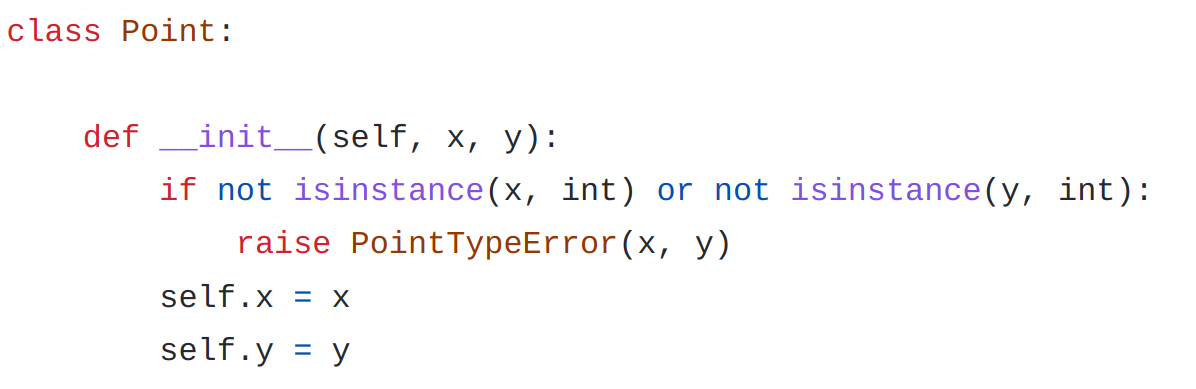 class Point:

    def __init__(self, x, y):
        if not isinstance(x, int) or not isinstance(y, int):
            raise PointTypeError(x, y)
        self.x = x
        self.y = y